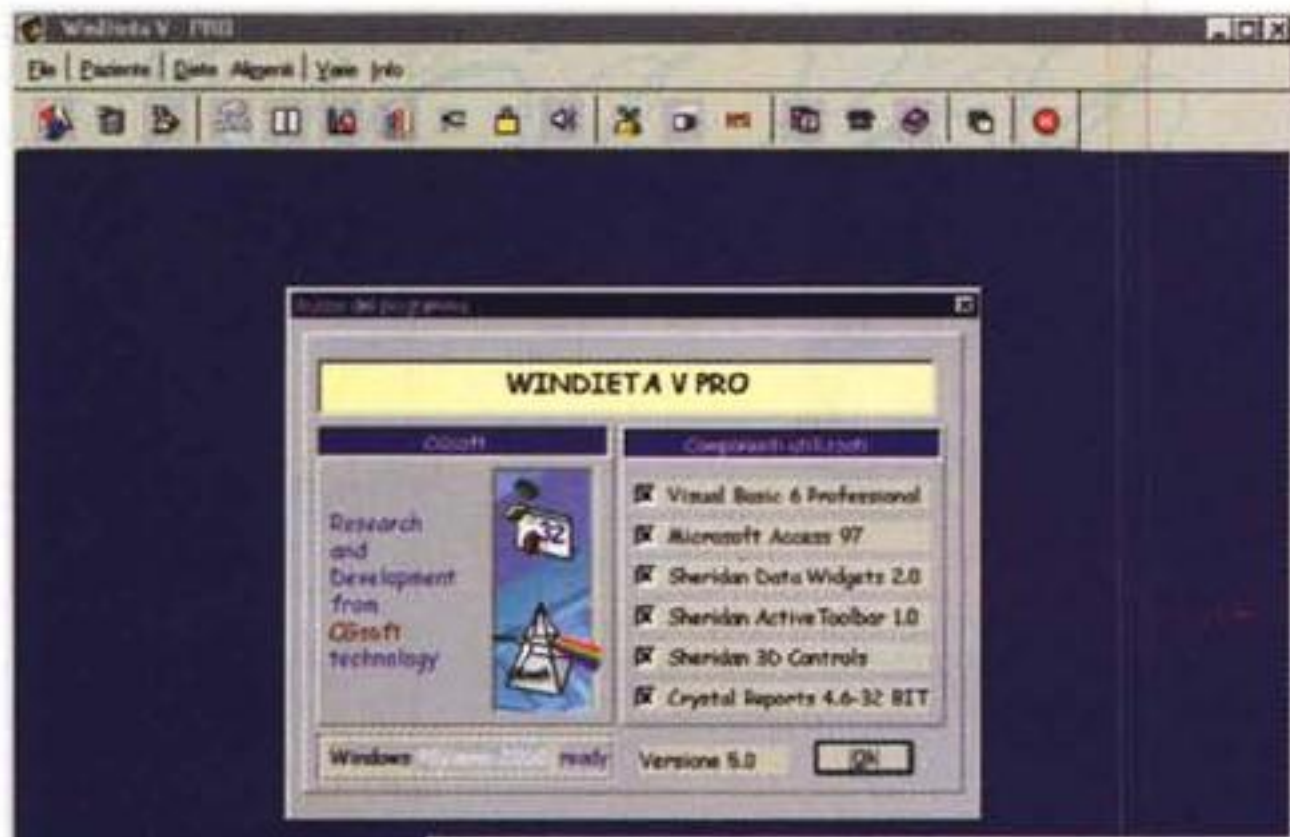 Windieta V PRO
File Paziente Diete Alimenti Varie Info
WINDIETA V PRO
CGsoft
Componenti utilizzati
Research
and
Development
from
CGsoft
technology
32
Visual Basic 6 Professional
Microsoft Access 97
Sheridan Data Widgets 2.0
Sheridan ActiveToolbar 1.0
Sheridan 3D Controls
Crystal Reports 4.6-32 BIT
Windows ready
Versione 5.0
Ok